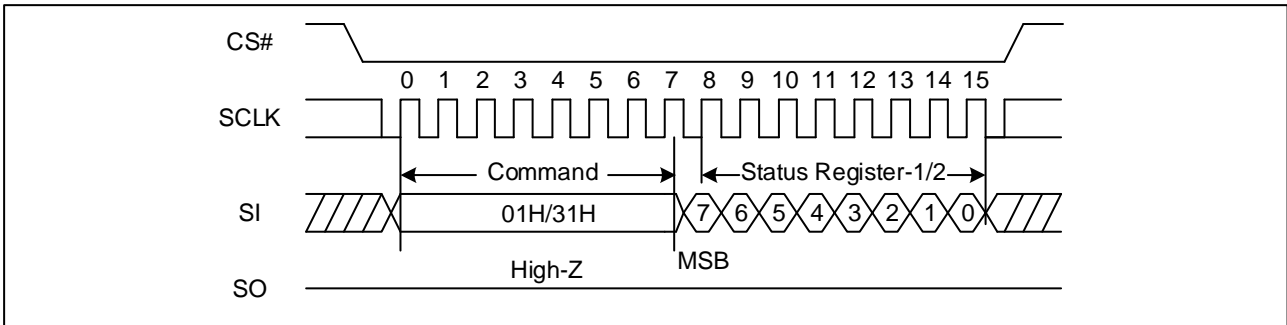 CS#
0 1 2 3 4 5 6 7 8 9 10 11 12 13 14 15
SCLK
Command Status Register-1/2
SI 01H/31H 7 6 5 4 3 2 1 0
High-Z MSB
SO